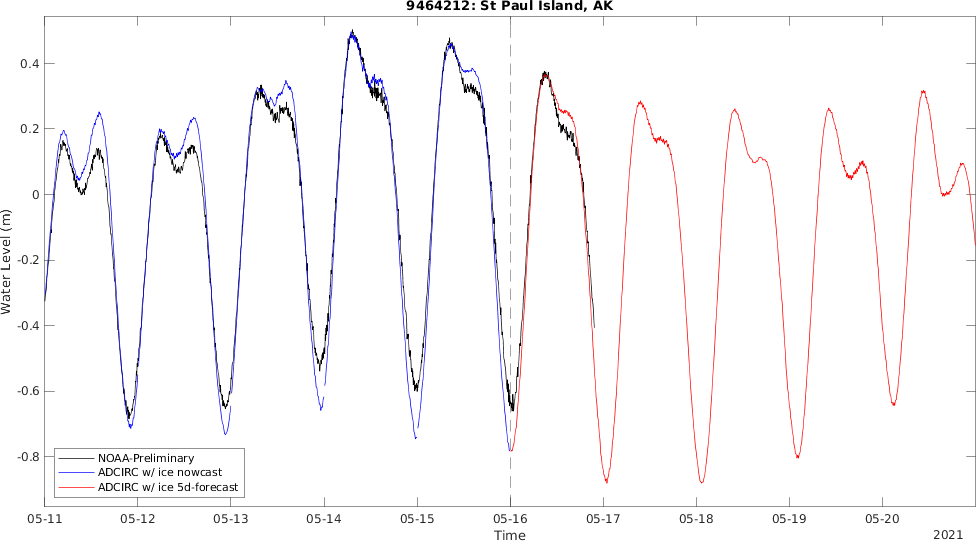 9464212: St Paul Island, AK
Water Level (m)
0.4
0.2
0
-0.2
-0.4
-0.6
-0.8
NOAA-Preliminary
ADCIRC w/ ice nowcast
ADCIRC w/ ice 5d-forecast
05-11 05-12 05-13 05-14 05-15 05-16 05-17 05-18 05-19 05-20
Time
2021